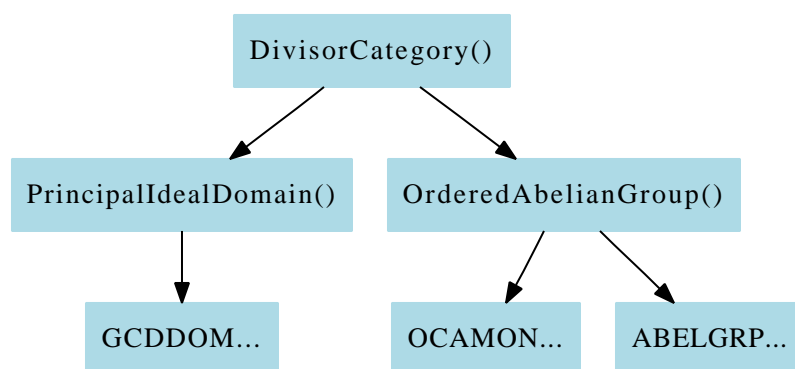 DivisorCategory()
PrincipalIdealDomain()
OrderedAbelianGroup()
GCDDOM...
OCAMON...
ABELGRP...